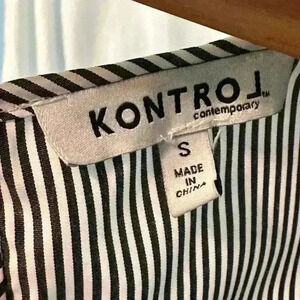 KONTROL
contemporary
S
MADE
IN
CHINA